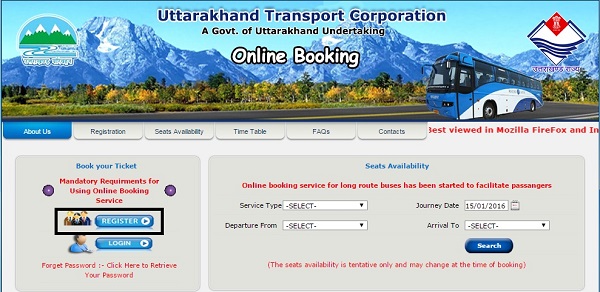 Uttarakhand Transport Corporation
A Govt. of Uttarakhand Undertaking
Online Booking
उत्तराखण्ड राज्य
About Us
Registration
Seats Availability
Time Table
FAQs
Contacts
Best viewed in Mozilla FireFox and In
Book your Ticket
Mandatory Requirments for
Using Online Booking
Service
REGISTER
LOGIN
Forget Password :- Click Here to Retrieve
Your Password
Seats Availability
Online booking service for long route buses has been started to facilitate passangers
Service Type -SELECT- Journey Date 15/01/2016
Departure From -SELECT- Arrival To -SELECT-
Search
(The seats availability is tentative only and may change at the time of booking)